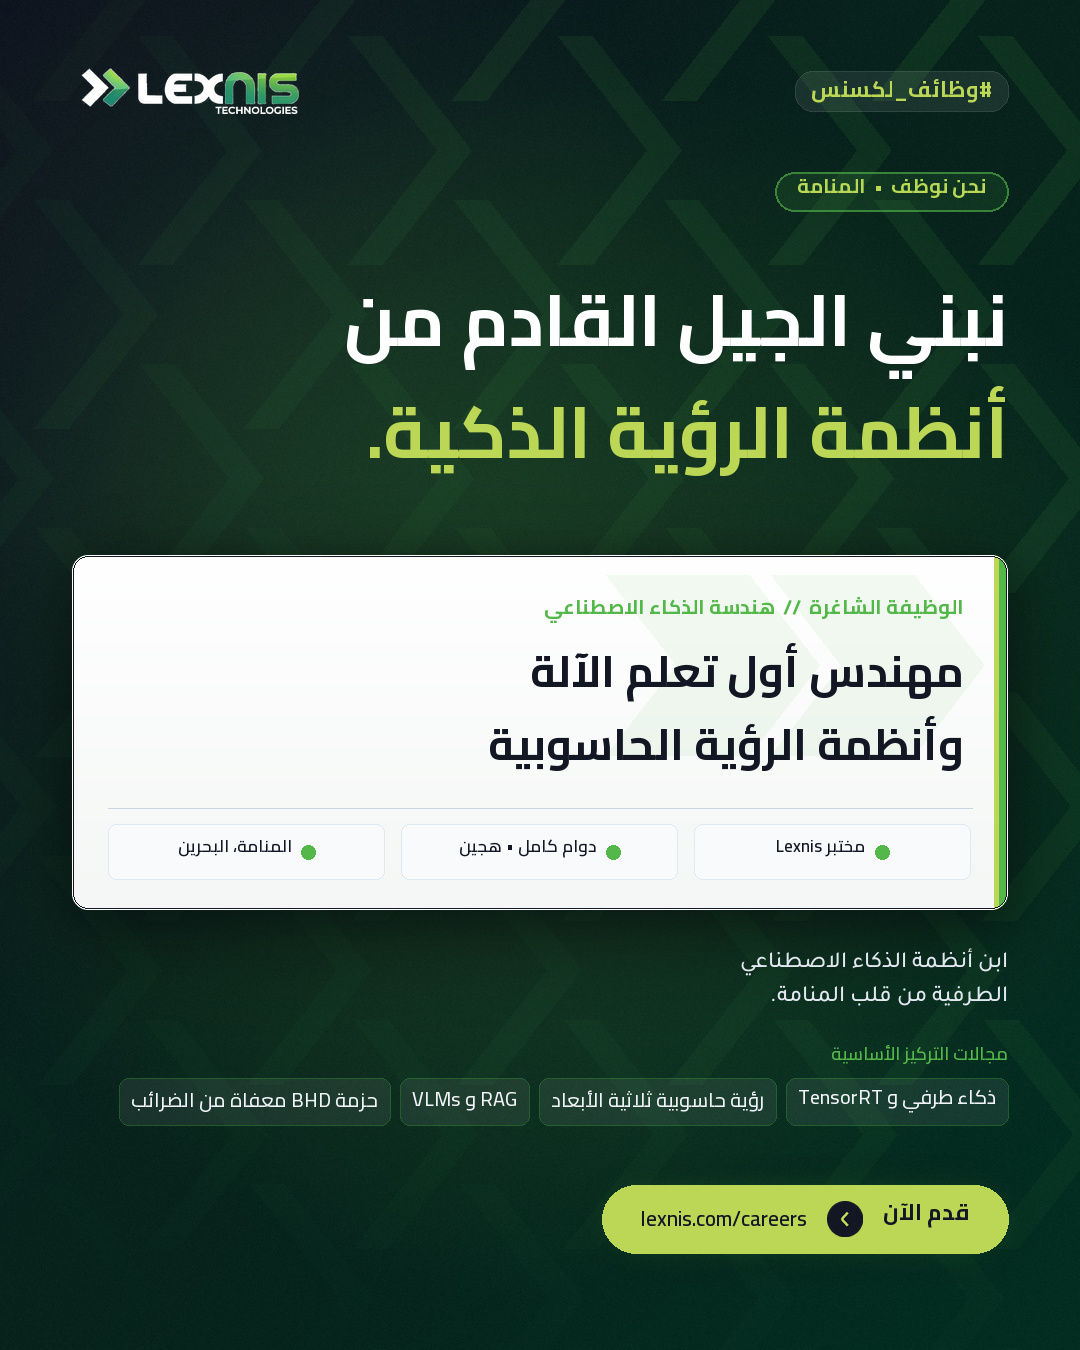 LEXNIS
TECHNOLOGIES
#وظائف_لكسنس
نحن نوظف • المنامة
نبني الجيل القادم من
أنظمة الرؤية الذكية.
الوظيفة الشاغرة // هندسة الذكاء الاصطناعي
مهندس أول تعلم الآلة
وأنظمة الرؤية الحاسوبية
مختبر Lexnis
دوام كامل • هجين
المنامة، البحرين
ابن أنظمة الذكاء الاصطناعي
الطرفية من قلب المنامة.
مجالات التركيز الأساسية
ذكاء طرفي و TensorRT
رؤية حاسوبية ثلاثية الأبعاد
RAG و VLMs
حزمة BHD معفاة من الضرائب
قدم الآن
lexnis.com/careers